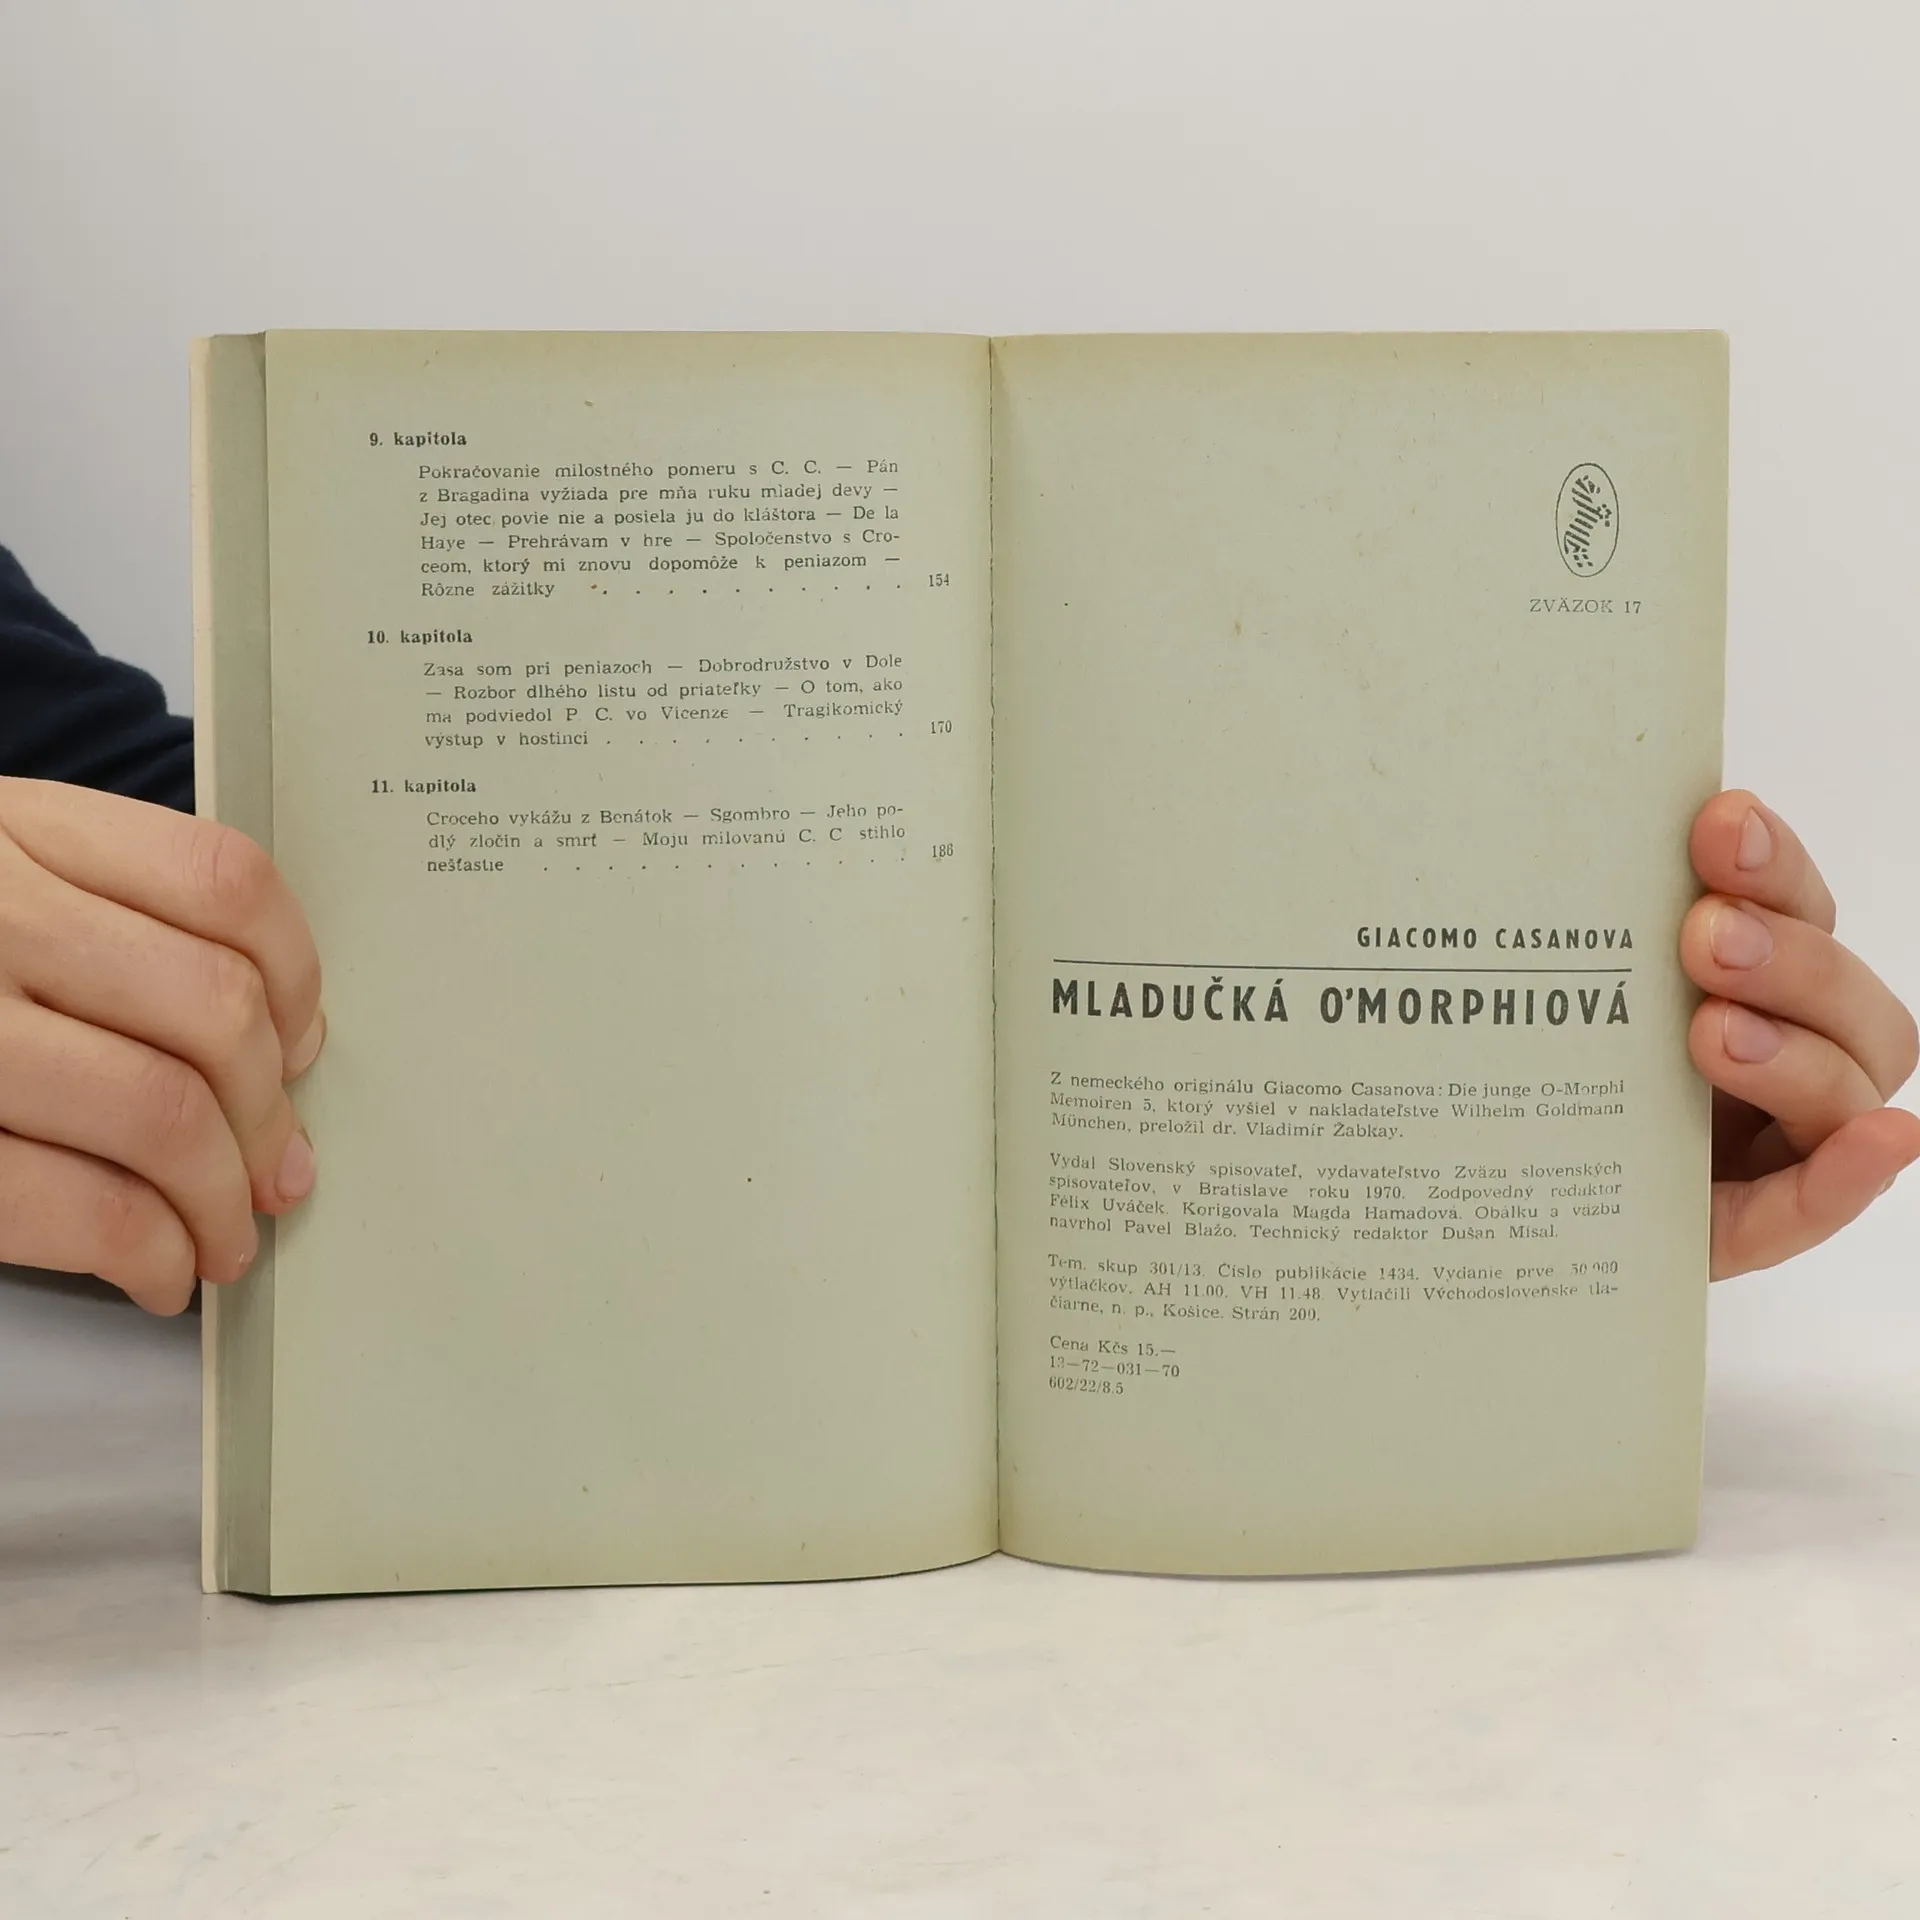 9. kapitola
Pokračovanie milostného pomeru s C. C. — Pán
z Bragadina vyžiada pre mňa ruku mladej devy —
Jej otec povie nie a posiela ju do kláštora — De la
Haye — Prehrávam v hre — Spoločenstvo s Cro-
ceom, ktorý mi znovu dopomôže k peniazom —
Rôzne zážitky . . . . . . . . . . 154
10. kapitola
Zasa som pri peniazoch — Dobrodružstvo v Dole
— Rozbor dlhého listu od priateľky — O tom, ako
ma podviedol P. C. vo Vicenze — Tragikomický
výstup v hostinci . . . . . . . . . . 170
11. kapitola
Croceho vykážu z Benátok — Sgombro — Jeho po-
dlý zločin a smrť — Moju milovanú C. C stihlo
nešťastie . . . . . . . . . . . . 186
ZVÄZOK 17
GIACOMO CASANOVA
MLADUČKÁ O'MORPHIOVÁ
Z nemeckého originálu Giacomo Casanova: Die junge O-Morphi
Memoiren 5, ktorý vyšiel v nakladateľstve Wilhelm Goldmann
München, preložil dr. Vladimír Žabkay.
Vydal Slovenský spisovateľ, vydavateľstvo Zväzu slovenských
spisovateľov, v Bratislave roku 1970. Zodpovedný redaktor
Félix Uváček. Korigovala Magda Hamadová. Obálku a väzbu
navrhol Pavel Blažo. Technický redaktor Dušan Mísal.
Tem. skup 301/13. Číslo publikácie 1434. Vydanie prvé 50 000
výtlačkov. AH 11.00. VH 11.48. Vytlačili Východoslovenské tla-
čiarne, n. p., Košice. Strán 200.
Cena Kčs 15.—
13—72—031—70
602/22/8.5